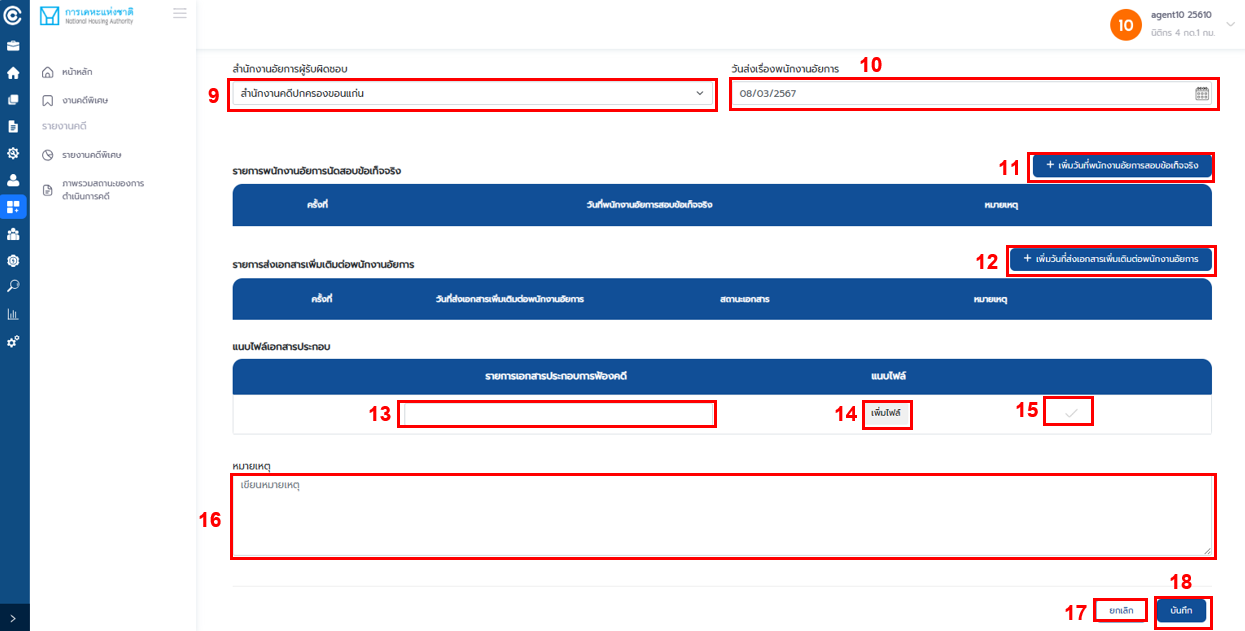 การเคหะแห่งชาติ
National Housing Authority
10
agent10 25610
นิติกร 4 กด.1 กม.
หน้าหลัก
งานคดีพิเศษ
รายงานคดี
รายงานคดีพิเศษ
ภาพรวมสถานะของการ
ดำเนินการคดี
สำนักงานอัยการผู้รับผิดชอบ
วันส่งเรื่องพนักงานอัยการ
10
9
สำนักงานคดีปกครองขอนแก่น
08/03/2567
รายการพนักงานอัยการนัดสอบข้อเท็จจริง
11
+ เพิ่มวันที่พนักงานอัยการสอบข้อเท็จจริง
ครั้งที่
วันที่พนักงานอัยการสอบข้อเท็จจริง
หมายเหตุ
รายการส่งเอกสารเพิ่มเติมต่อพนักงานอัยการ
12
+ เพิ่มวันที่ส่งเอกสารเพิ่มเติมต่อพนักงานอัยการ
ครั้งที่
วันที่ส่งเอกสารเพิ่มเติมต่อพนักงานอัยการ
สถานะเอกสาร
หมายเหตุ
แนบไฟล์เอกสารประกอบ
รายการเอกสารประกอบการฟ้องคดี
แนบไฟล์
13
14
เพิ่มไฟล์
15
หมายเหตุ
เขียนหมายเหตุ
16
17
ยกเลิก
18
บันทึก